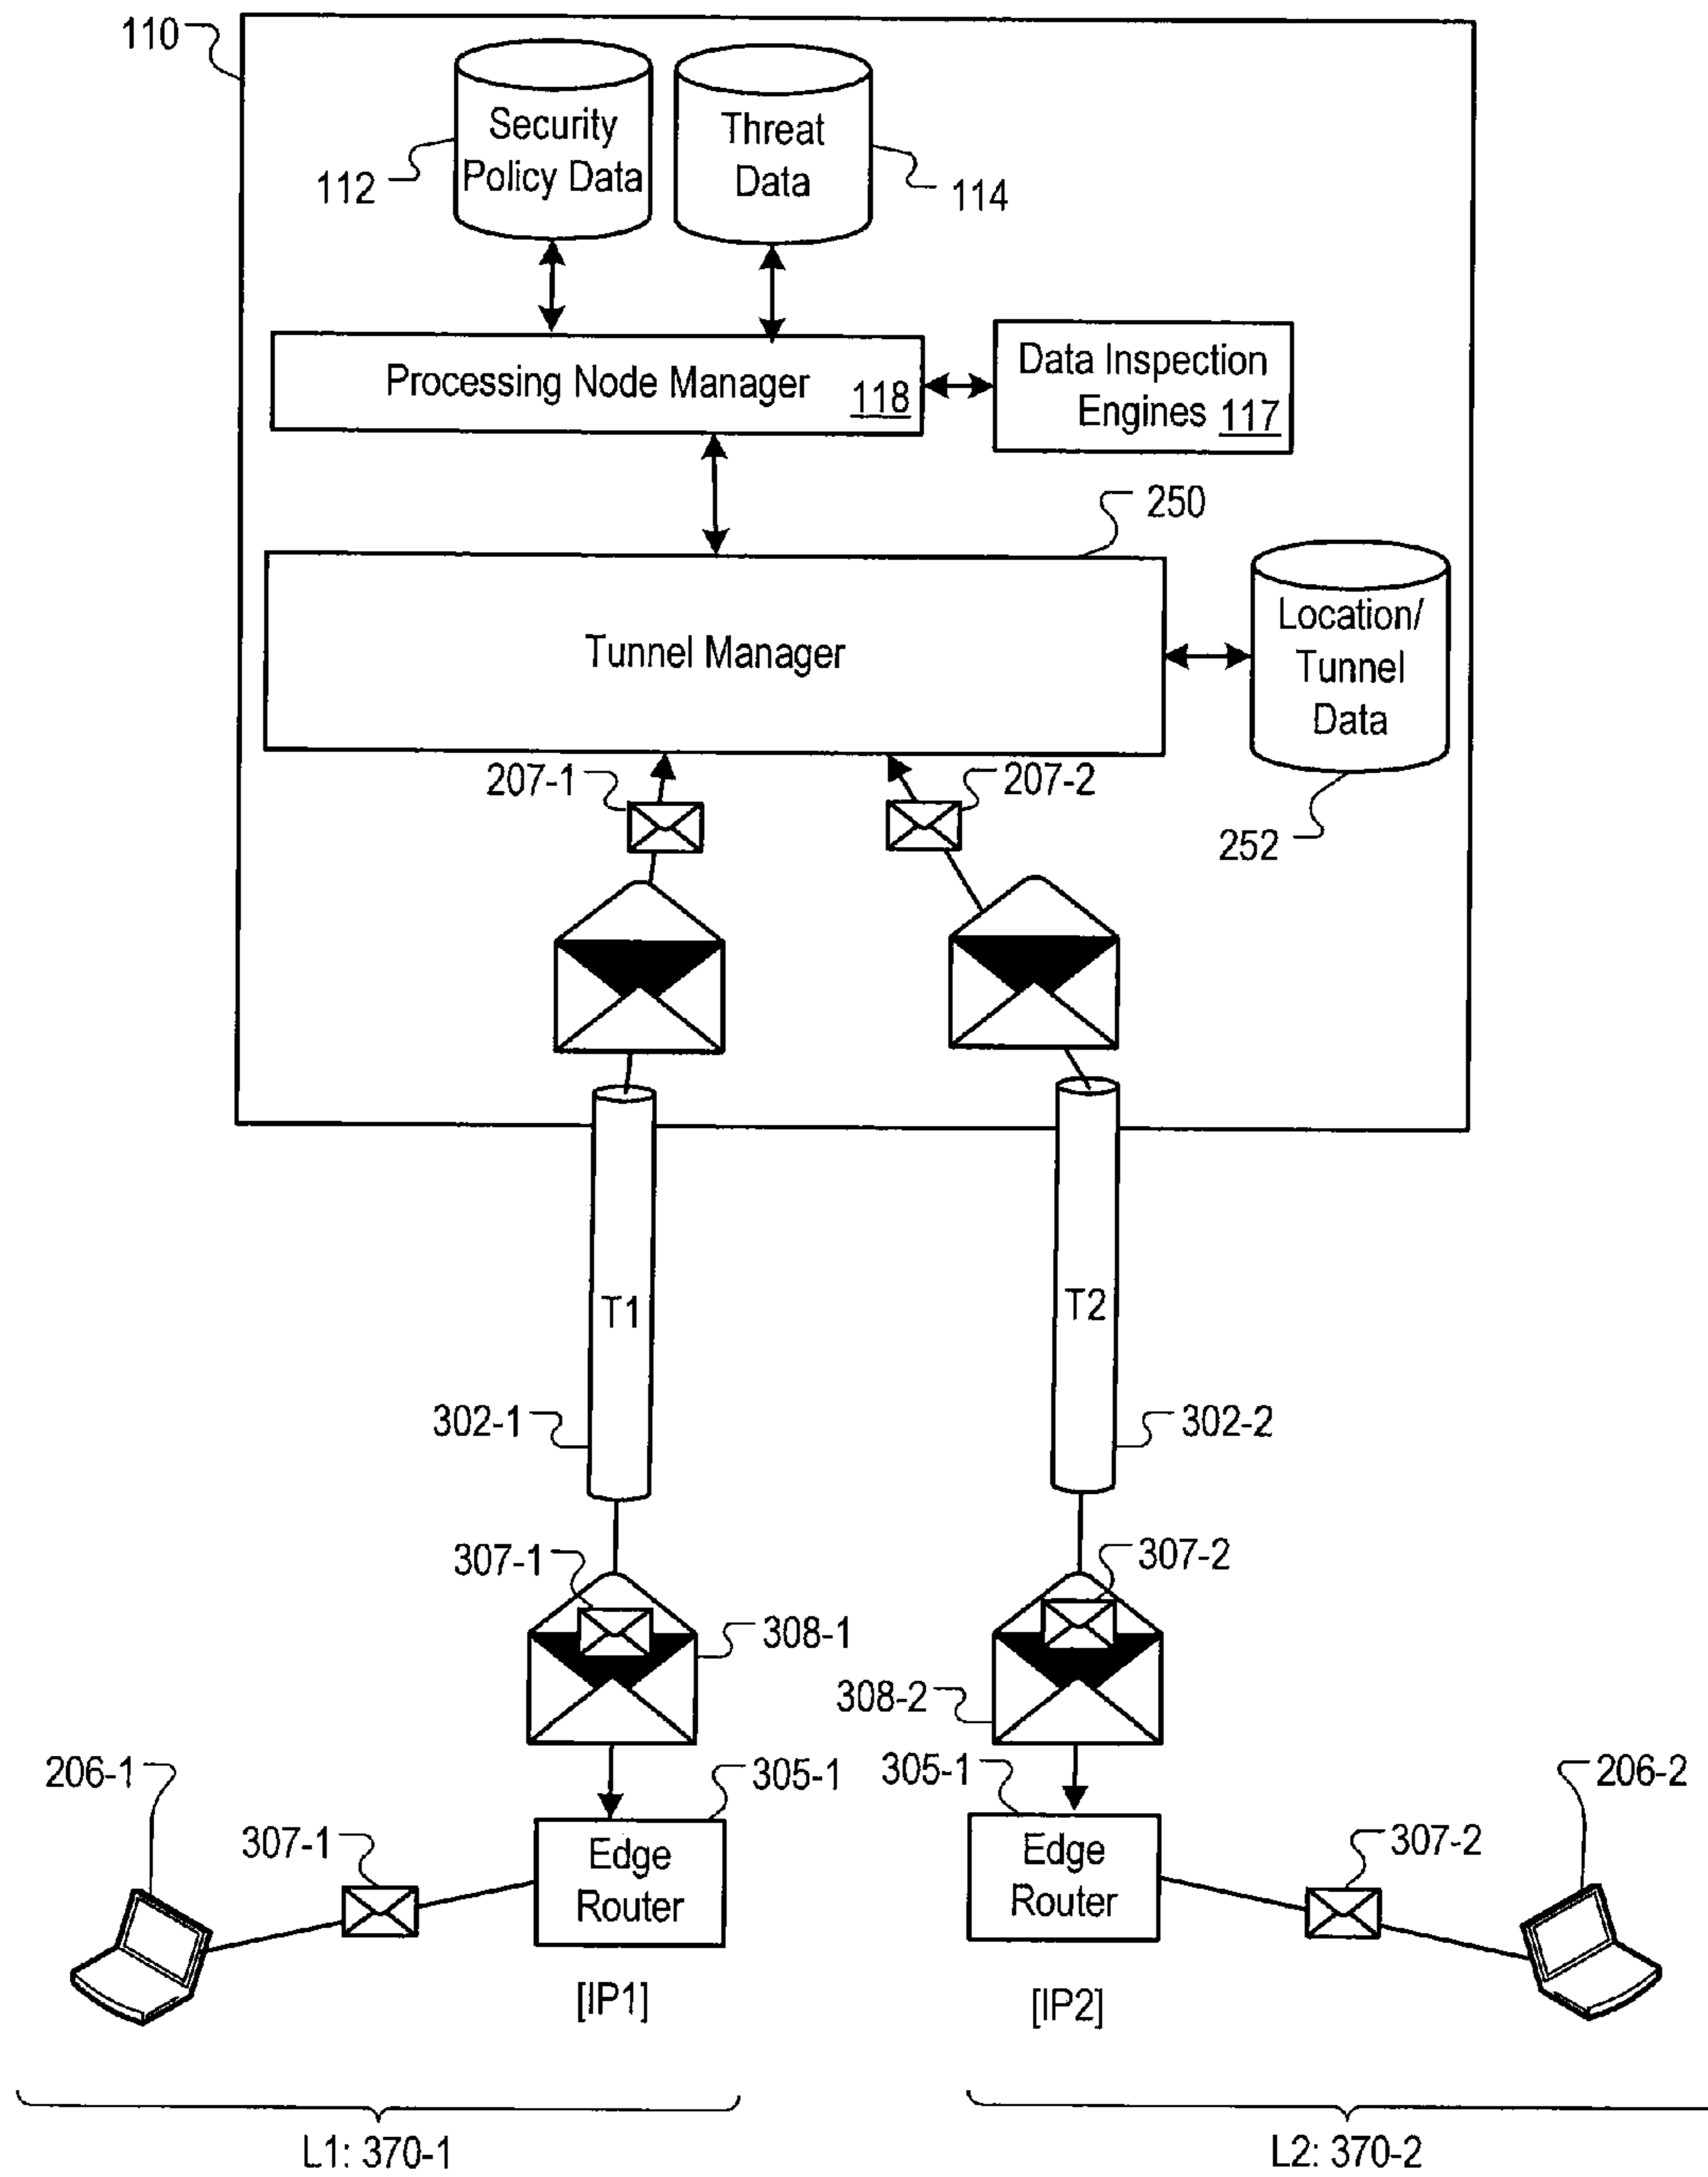 110
Security
Policy Data
112
Threat
Data
114
Processing Node Manager 118
Data Inspection
Engines 117
250
Tunnel Manager
Location/
Tunnel
Data
252
207-1
207-2
T1
T2
302-1
302-2
307-1
307-2
308-1
308-2
206-1
305-1
305-1
206-2
307-1
Edge
Router
Edge
Router
307-2
[IP1]
[IP2]
L1: 370-1
L2: 370-2